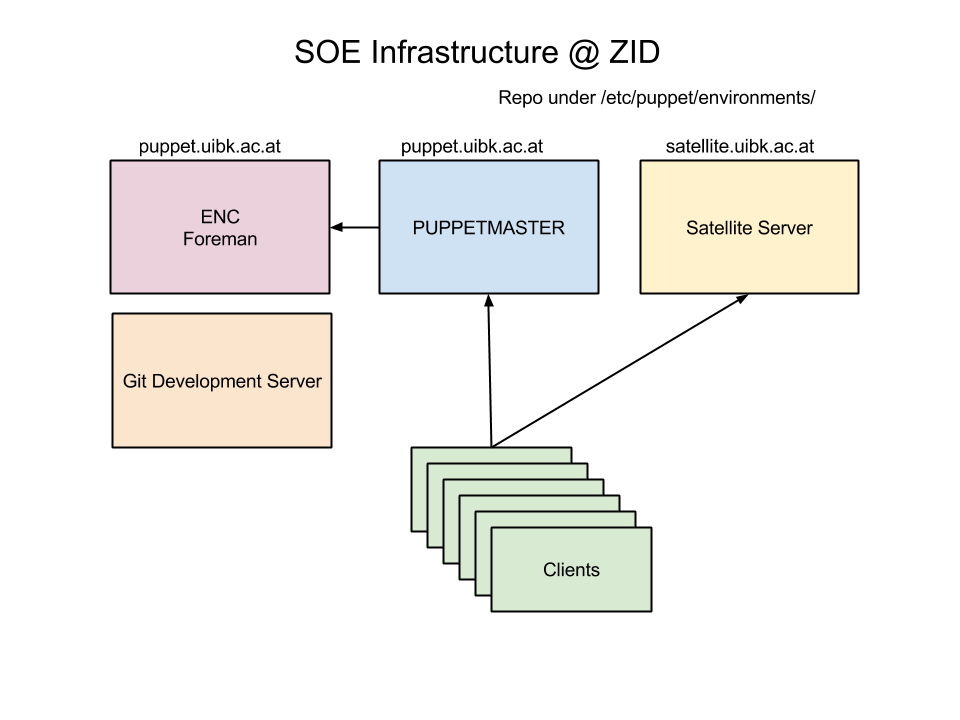 SOE Infrastructure @ ZID
Repo under /etc/puppet/environments/
puppet.uibk.ac.at
puppet.uibk.ac.at
satellite.uibk.ac.at
ENC
Foreman
PUPPETMASTER
Satellite Server
Git Development Server
Clients